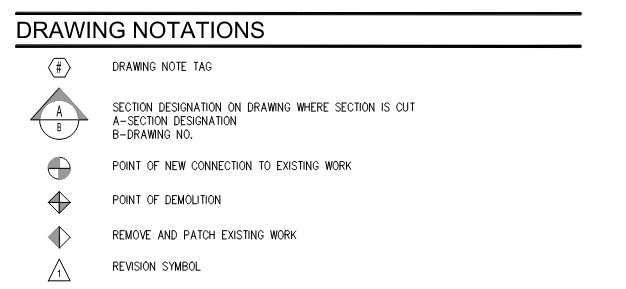 DRAWING NOTATIONS
# DRAWING NOTE TAG
A SECTION DESIGNATION ON DRAWING WHERE SECTION IS CUT
A-SECTION DESIGNATION
B B-DRAWING NO.
POINT OF NEW CONNECTION TO EXISTING WORK
POINT OF DEMOLITION
REMOVE AND PATCH EXISTING WORK
1 REVISION SYMBOL